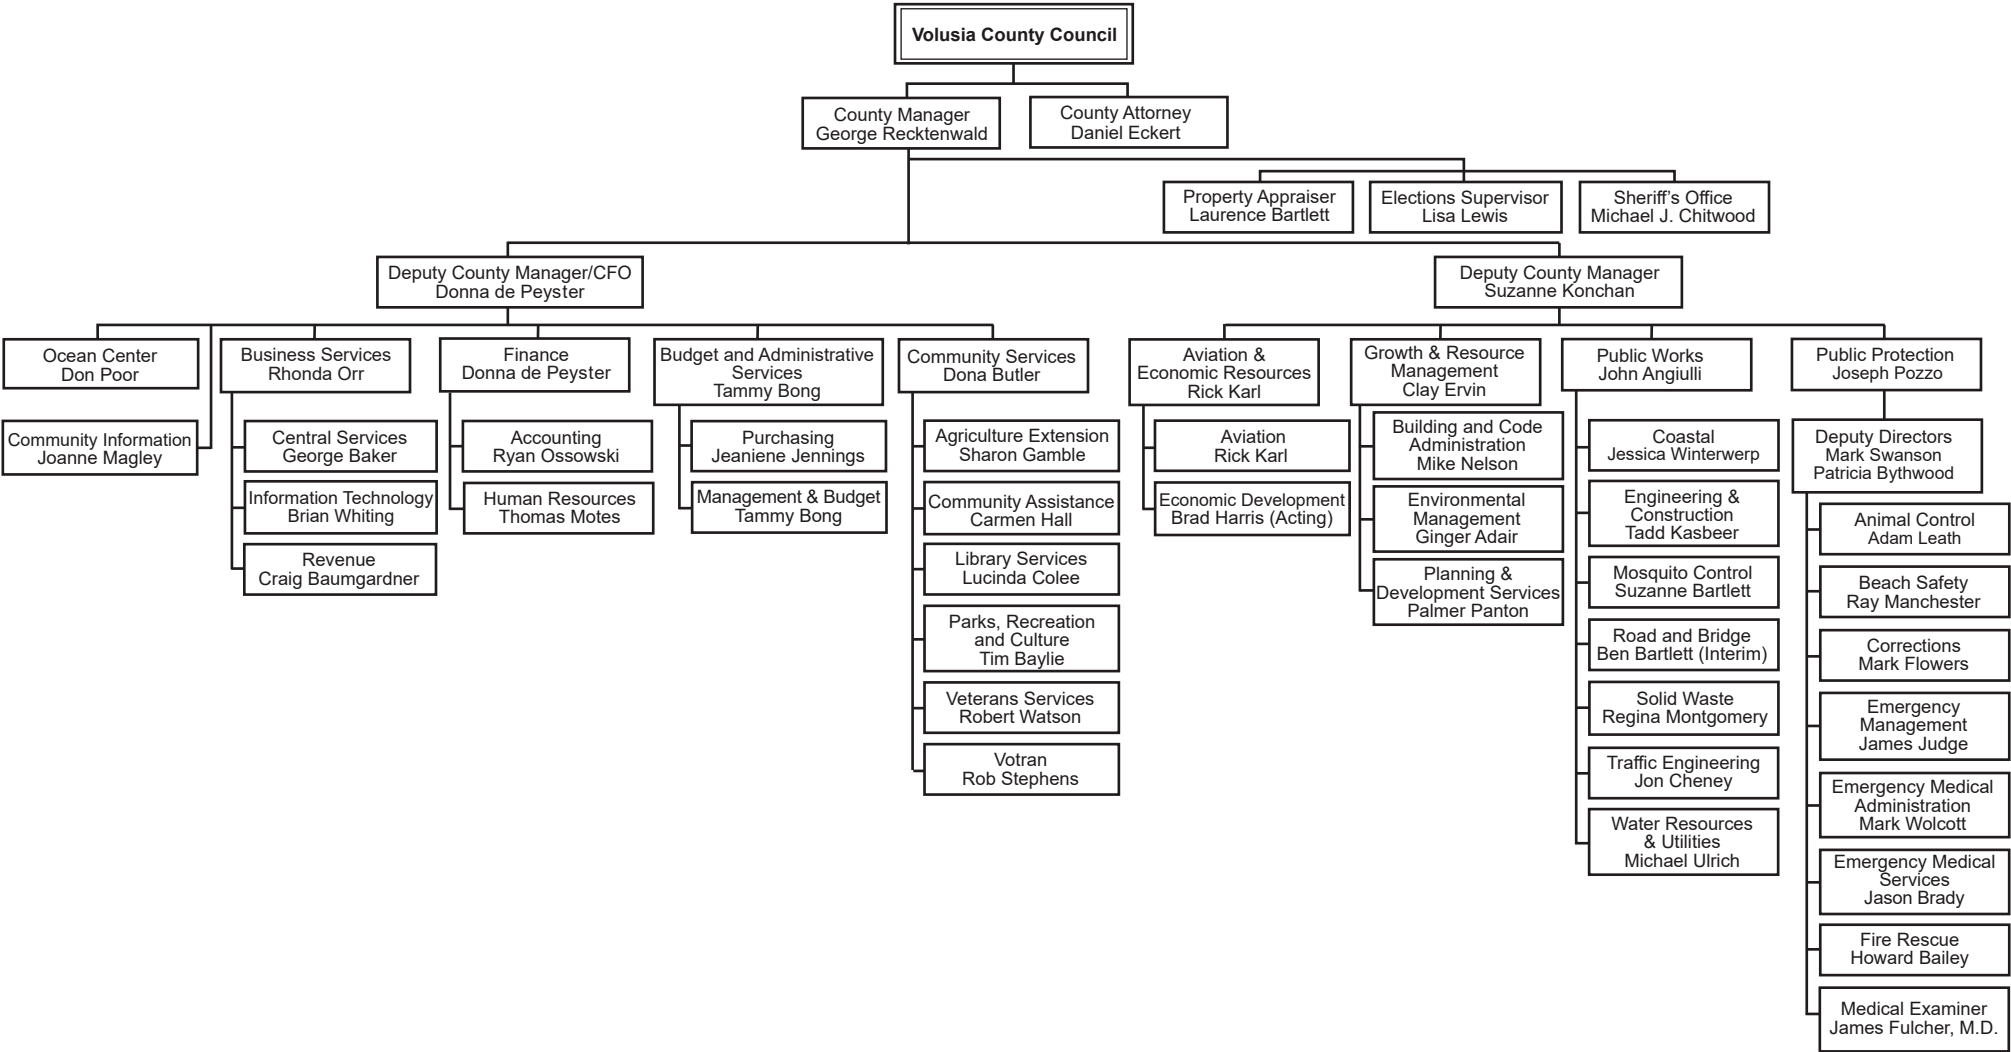 Volusia County Council
County Manager
George Recktenwald
County Attorney
Daniel Eckert
Property Appraiser
Laurence Bartlett
Elections Supervisor
Lisa Lewis
Sheriff’s Office
Michael J. Chitwood
Deputy County Manager/CFO
Donna de Peyster
Deputy County Manager
Suzanne Konchan
Ocean Center
Don Poor
Community Information
Joanne Magley
Business Services
Rhonda Orr
Central Services
George Baker
Information Technology
Brian Whiting
Revenue
Craig Baumgardner
Finance
Donna de Peyster
Accounting
Ryan Ossowski
Human Resources
Thomas Motes
Budget and Administrative
Services
Tammy Bong
Purchasing
Jeaniene Jennings
Management & Budget
Tammy Bong
Community Services
Dona Butler
Agriculture Extension
Sharon Gamble
Community Assistance
Carmen Hall
Library Services
Lucinda Colee
Parks, Recreation
and Culture
Tim Baylie
Veterans Services
Robert Watson
Votran
Rob Stephens
Aviation &
Economic Resources
Rick Karl
Aviation
Rick Karl
Economic Development
Brad Harris (Acting)
Growth & Resource
Management
Clay Ervin
Building and Code
Administration
Mike Nelson
Environmental
Management
Ginger Adair
Planning &
Development Services
Palmer Panton
Public Works
John Angiulli
Coastal
Jessica Winterwerp
Engineering &
Construction
Tadd Kasbeer
Mosquito Control
Suzanne Bartlett
Road and Bridge
Ben Bartlett (Interim)
Solid Waste
Regina Montgomery
Traffic Engineering
Jon Cheney
Water Resources
& Utilities
Michael Ulrich
Public Protection
Joseph Pozzo
Deputy Directors
Mark Swanson
Patricia Bythwood
Animal Control
Adam Leath
Beach Safety
Ray Manchester
Corrections
Mark Flowers
Emergency
Management
James Judge
Emergency Medical
Administration
Mark Wolcott
Emergency Medical
Services
Jason Brady
Fire Rescue
Howard Bailey
Medical Examiner
James Fulcher, M.D.